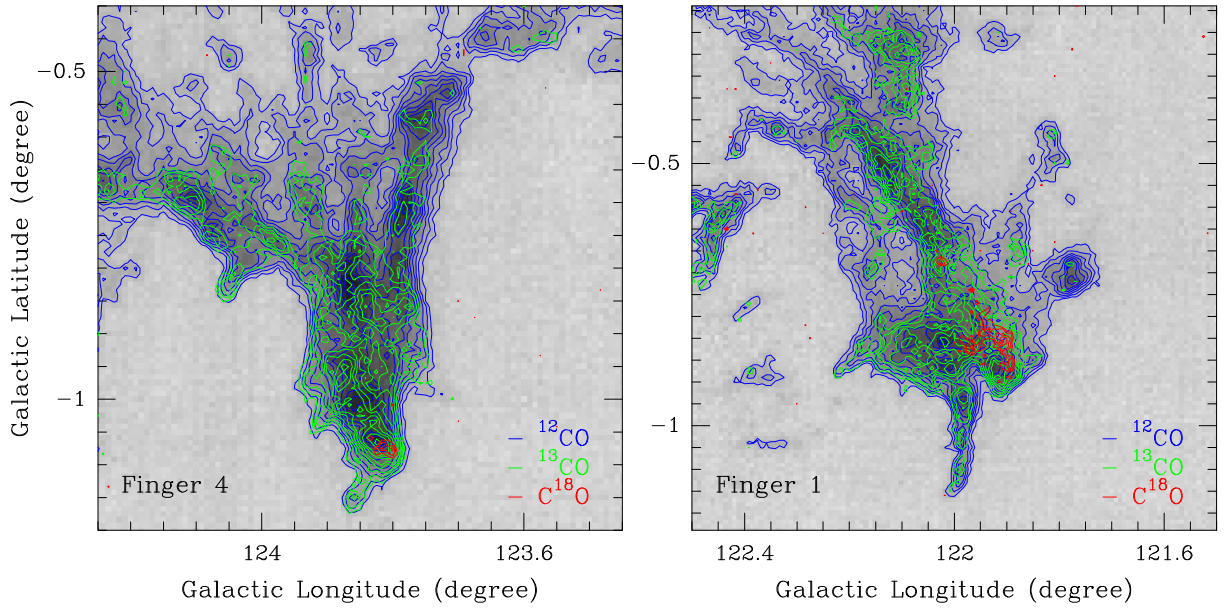 Galactic Latitude (degree)
−0.5
−1
Finger 4
— ¹²CO
— ¹³CO
— C¹⁸O
124
123.6
Galactic Longitude (degree)
−0.5
−1
Finger 1
— ¹²CO
— ¹³CO
— C¹⁸O
122.4
122
121.6
Galactic Longitude (degree)